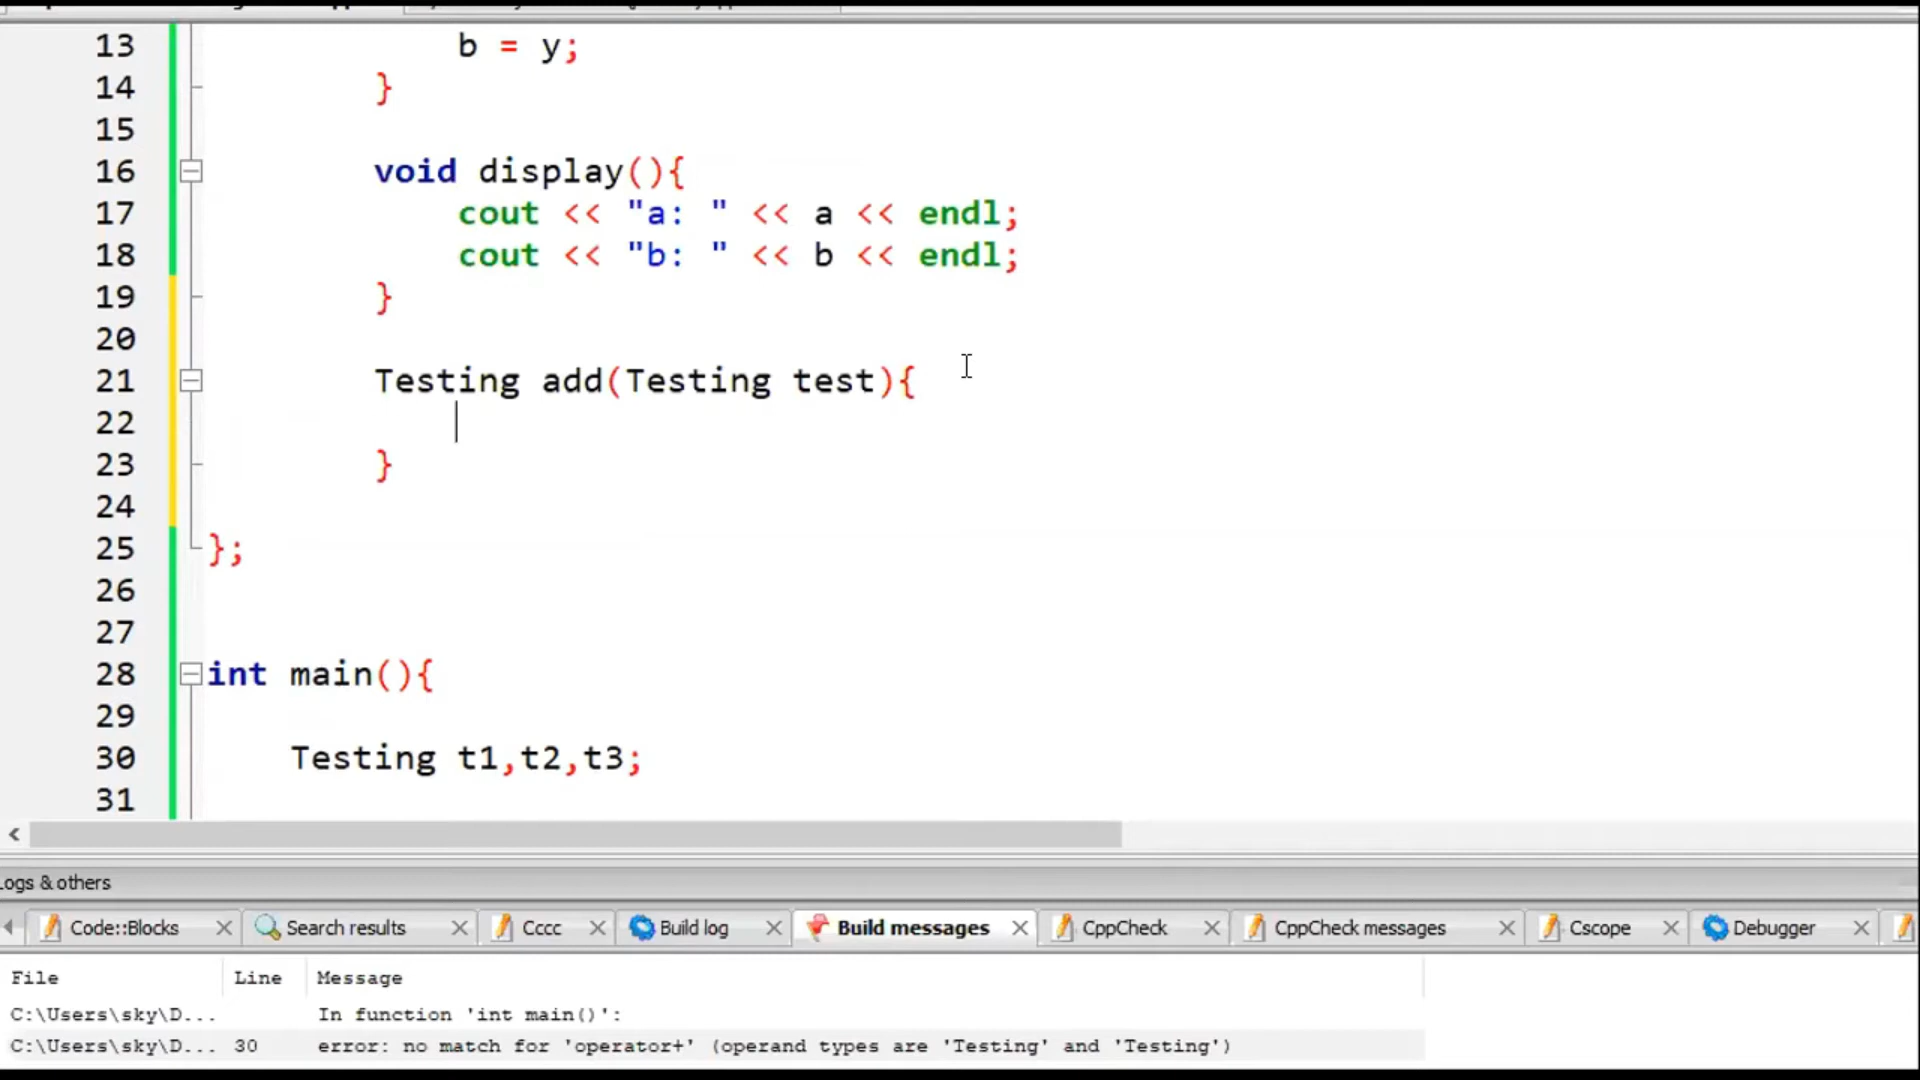 13 b = y;
14 }
15
16 void display(){
17 cout << "a: " << a << endl;
18 cout << "b: " << b << endl;
19 }
20
21 Testing add(Testing test){
22
23 }
24
25 };
26
27
28 int main(){
29
30 Testing t1,t2,t3;
31
Logs & others
Code::Blocks Search results Cccc Build log Build messages CppCheck CppCheck messages Cscope Debugger
File Line Message
C:\Users\sky\D... In function 'int main()':
C:\Users\sky\D... 30 error: no match for 'operator+' (operand types are 'Testing' and 'Testing')